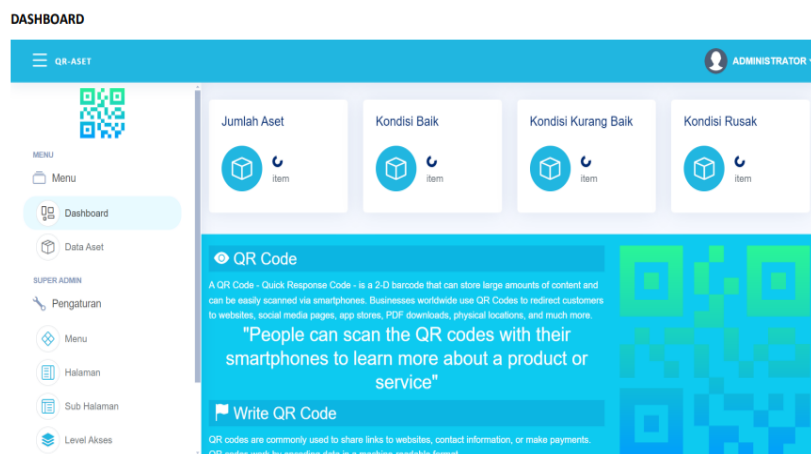 DASHBOARD
QR-ASET
ADMINISTRATOR
MENU
Menu
Dashboard
Data Aset
SUPER ADMIN
Pengaturan
Menu
Halaman
Sub Halaman
Level Akses
Jumlah Aset
item
Kondisi Baik
item
Kondisi Kurang Baik
item
Kondisi Rusak
item
QR Code
A QR Code - Quick Response Code - is a 2-D barcode that can store large amounts of content and
can be easily scanned via smartphones. Businesses worldwide use QR Codes to redirect customers
to websites, social media pages, app stores, PDF downloads, physical locations, and much more.
"People can scan the QR codes with their
smartphones to learn more about a product or
service"
Write QR Code
QR codes are commonly used to share links to websites, contact information, or make payments.